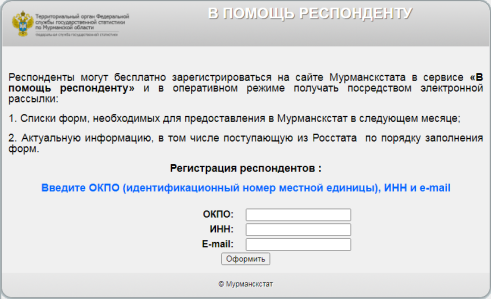 Территориальный орган Федеральной
службы государственной статистики
по Мурманской области
В ПОМОЩЬ РЕСПОНДЕНТУ
Респонденты могут бесплатно зарегистрироваться на сайте Мурманскстата в сервисе «В
помощь респонденту» и в оперативном режиме получать посредством электронной
рассылки:
1. Списки форм, необходимых для предоставления в Мурманскстат в следующем месяце;
2. Актуальную информацию, в том числе поступающую из Росстата по порядку заполнения
форм.
Регистрация респондентов :
Введите ОКПО (идентификационный номер местной единицы), ИНН и e-mail
ОКПО:
ИНН:
E-mail:
Оформить
© Мурманскстат